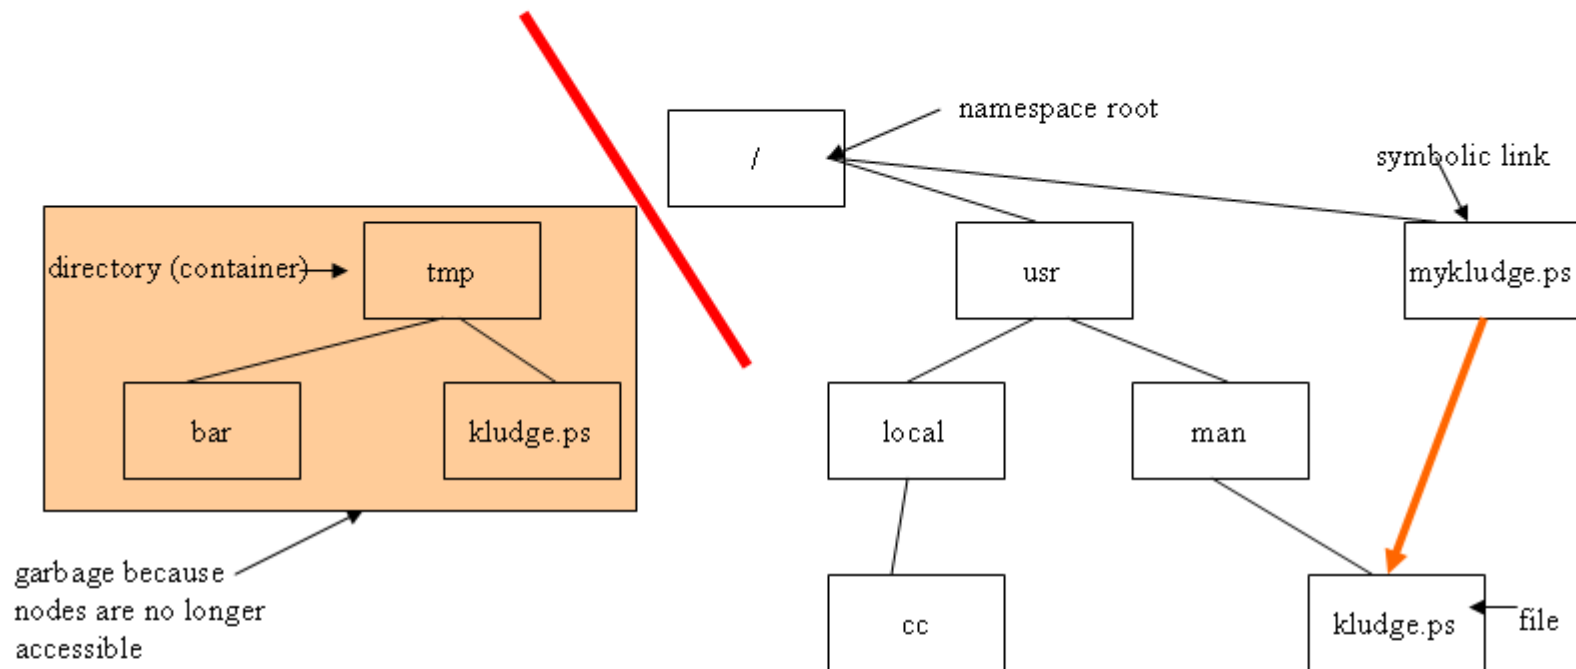 namespace root
/
symbolic link
directory (container)
tmp
usr
mykludge.ps
bar
kludge.ps
local
man
garbage because
nodes are no longer
accessible
cc
kludge.ps
file